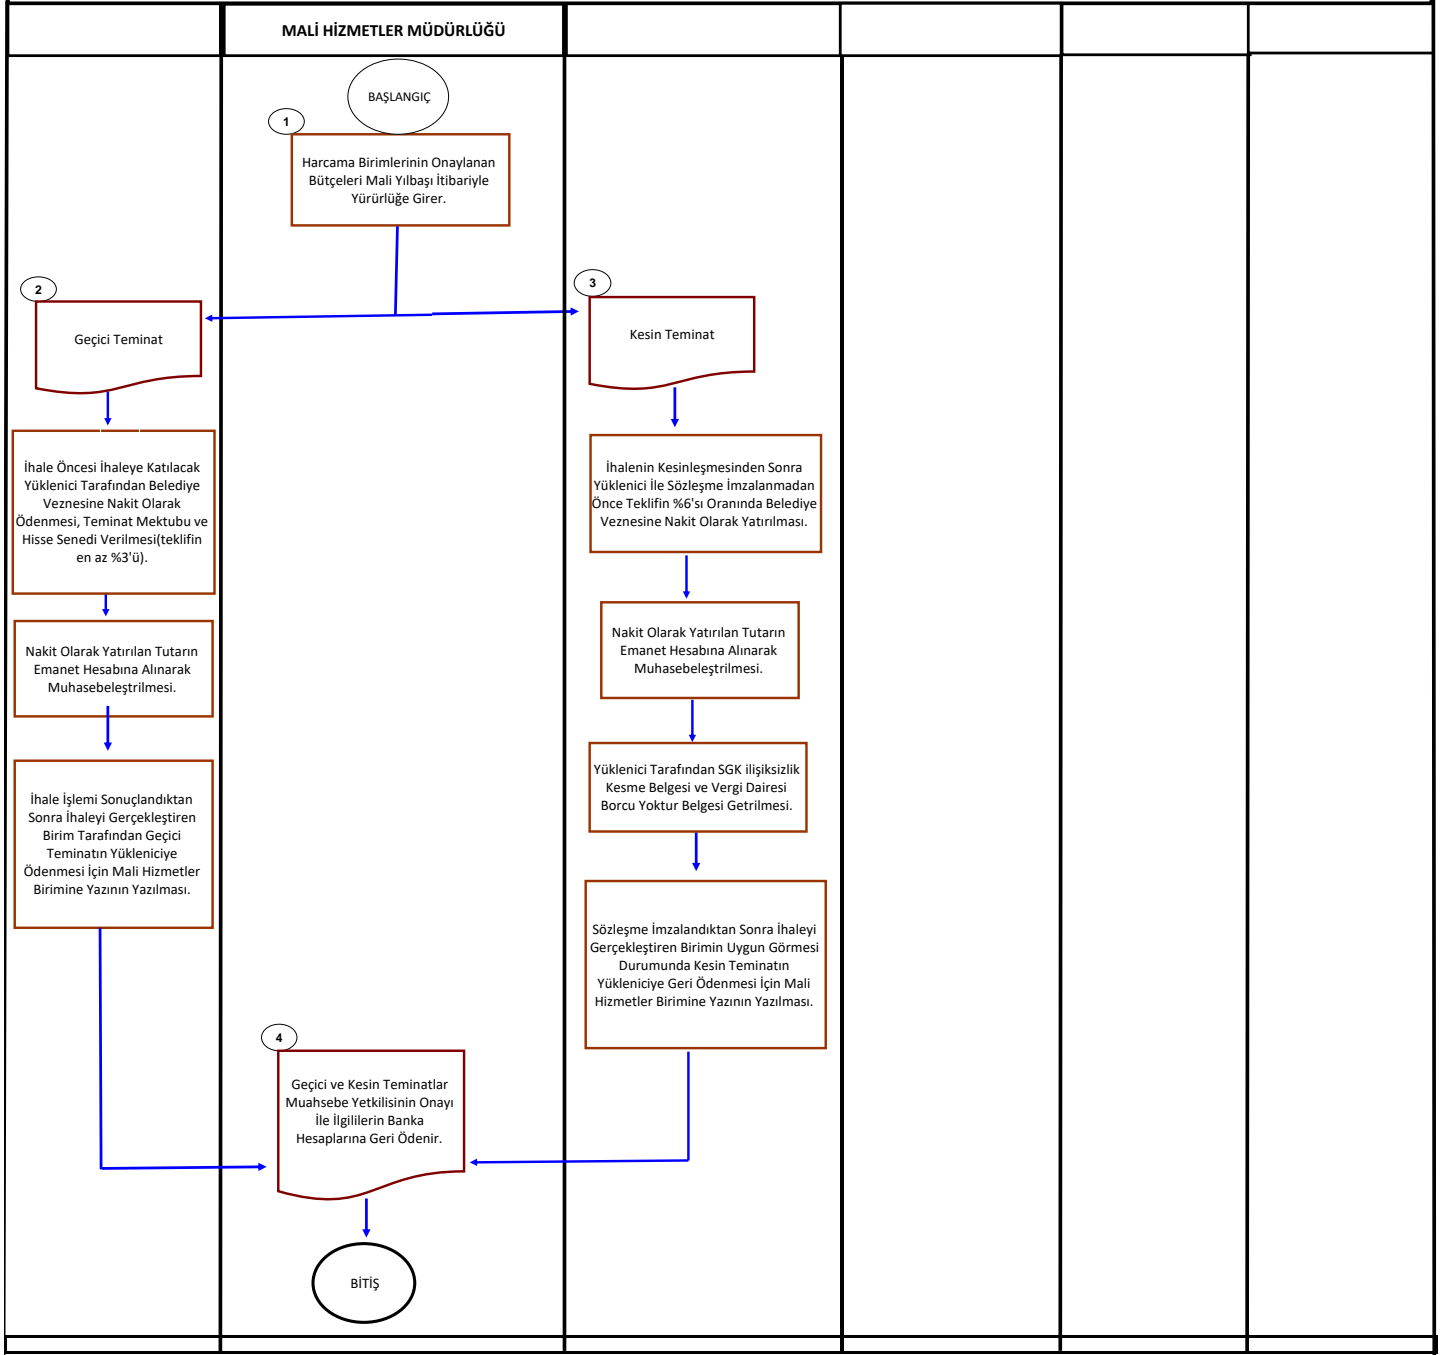 MALİ HİZMETLER MÜDÜRLÜĞÜ
BAŞLANGIÇ
1
Harcama Birimlerinin Onaylanan
Bütçeleri Mali Yılbaşı İtibariyle
Yürürlüğe Girer.
2
Geçici Teminat
3
Kesin Teminat
İhale Öncesi İhaleye Katılacak
Yüklenici Tarafından Belediye
Veznesine Nakit Olarak
Ödenmesi, Teminat Mektubu ve
Hisse Senedi Verilmesi(teklifin
en az %3'ü).
Nakit Olarak Yatırılan Tutarın
Emanet Hesabına Alınarak
Muhasebeleştrilmesi.
İhale İşlemi Sonuçlandıktan
Sonra İhaleyi Gerçekleştiren
Birim Tarafından Geçici
Teminatın Yükleniciye
Ödenmesi İçin Mali Hizmetler
Birimine Yazının Yazılması.
İhalenin Kesinleşmesinden Sonra
Yüklenici İle Sözleşme İmzalanmadan
Önce Teklifin %6'sı Oranında Belediye
Veznesine Nakit Olarak Yatırılması.
Nakit Olarak Yatırılan Tutarın
Emanet Hesabına Alınarak
Muhasebeleştrilmesi.
Yüklenici Tarafından SGK ilişiksizlik
Kesme Belgesi ve Vergi Dairesi
Borcu Yoktur Belgesi Getrilmesi.
Sözleşme İmzalandıktan Sonra İhaleyi
Gerçekleştiren Birimin Uygun Görmesi
Durumunda Kesin Teminatın
Yükleniciye Geri Ödenmesi İçin Mali
Hizmetler Birimine Yazının Yazılması.
4
Geçici ve Kesin Teminatlar
Muahsebe Yetkilisinin Onayı
İle İlgililerin Banka
Hesaplarına Geri Ödenir.
BİTİŞ